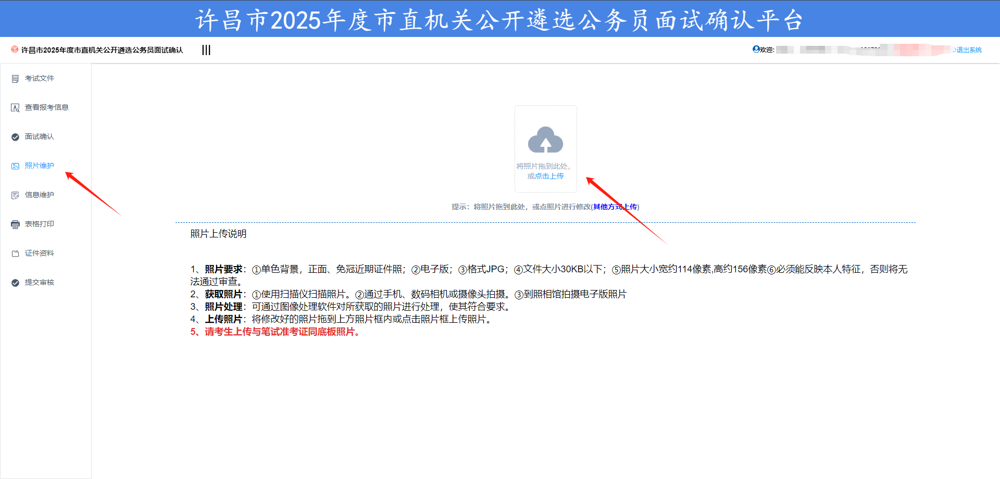 许昌市2025年度市直机关公开遴选公务员面试确认平台
许昌市2025年度市直机关公开遴选公务员面试确认
欢迎:
退出系统
考试文件
查看报考信息
面试确认
照片维护
信息维护
表格打印
证件资料
提交审核
将照片拖到此处，
或点击上传
提示：将照片拖到此处，或点照片进行修改(其他方式上传)
照片上传说明
1、照片要求：①单色背景，正面、免冠近期证件照；②电子版；③格式JPG；④文件大小30KB以下；⑤照片大小宽约114像素,高约156像素⑥必须能反映本人特征，否则将无
法通过审查。
2、获取照片：①使用扫描仪扫描照片。②通过手机、数码相机或摄像头拍摄。③到照相馆拍摄电子版照片
3、照片处理：可通过图像处理软件对所获取的照片进行处理，使其符合要求。
4、上传照片：将修改好的照片拖到上方照片框内或点击照片框上传照片。
5、请考生上传与笔试准考证同底板照片。